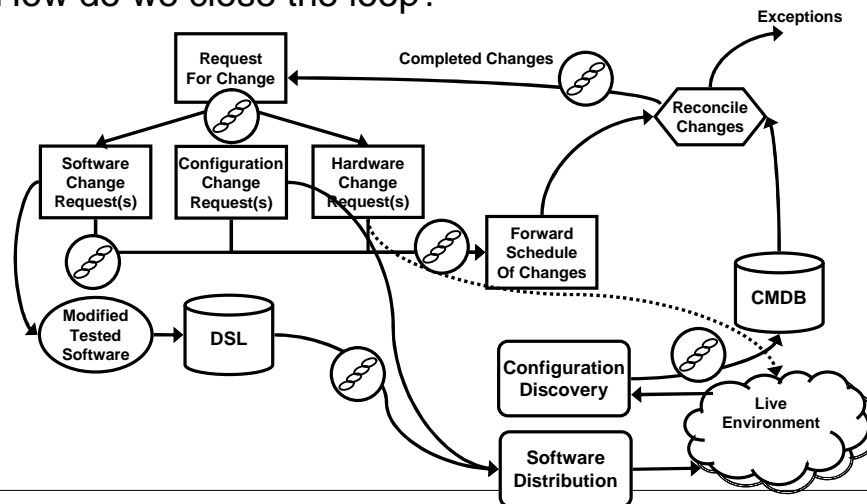 How do we close the loop?
Exceptions
Request
For Change
Completed Changes
Reconcile
Changes
Software
Change
Request(s)
Configuration
Change
Request(s)
Hardware
Change
Request(s)
Forward
Schedule
Of Changes
CMDB
Modified
Tested
Software
DSL
Configuration
Discovery
Live
Environment
Software
Distribution